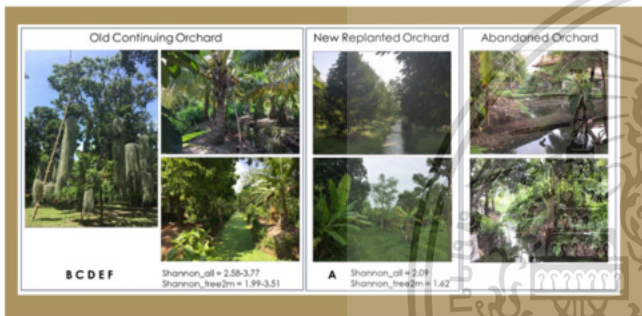 Old Continuing Orchard
New Replanted Orchard
Abandoned Orchard
B C D E F
Shannon_all = 2.58-3.77
Shannon_tree2m = 1.99-3.51
A
Shannon_all = 2.09
Shannon_tree2m = 1.62